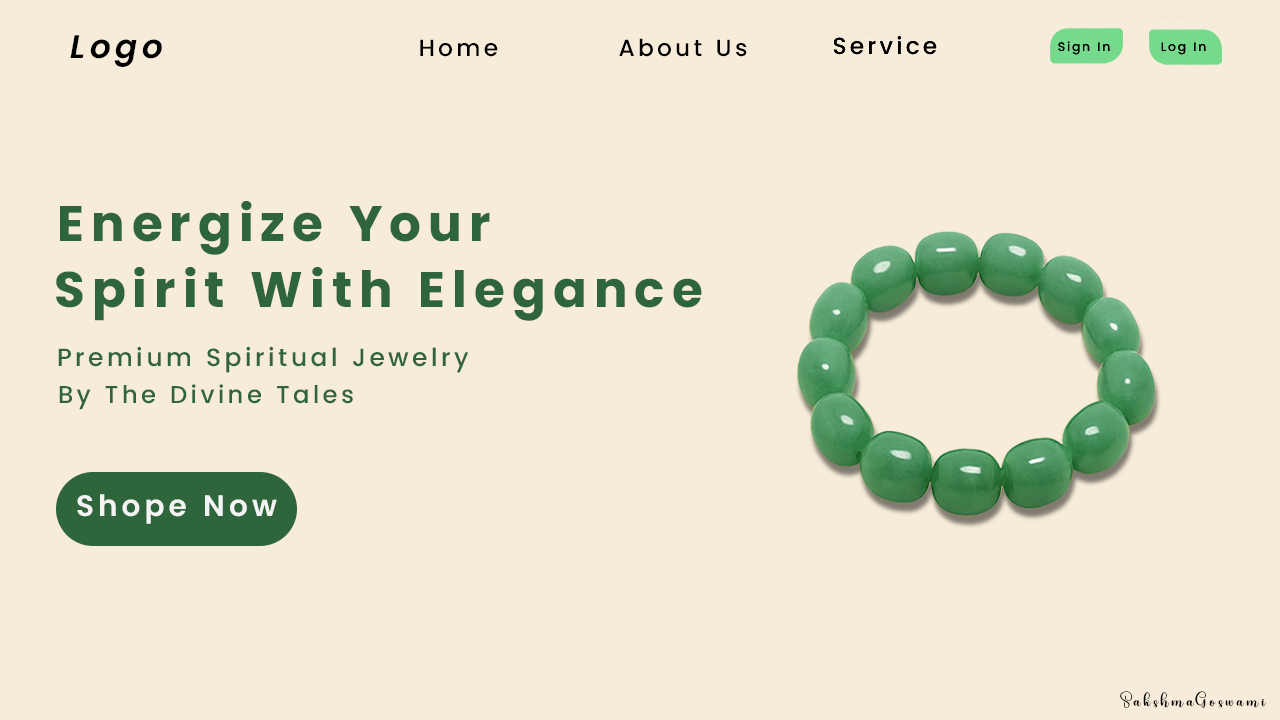 Logo
Home
About Us
Service
Sign In
Log In
Energize Your
Spirit With Elegance
Premium Spiritual Jewelry
By The Divine Tales
Shope Now
SakshmaGoswami